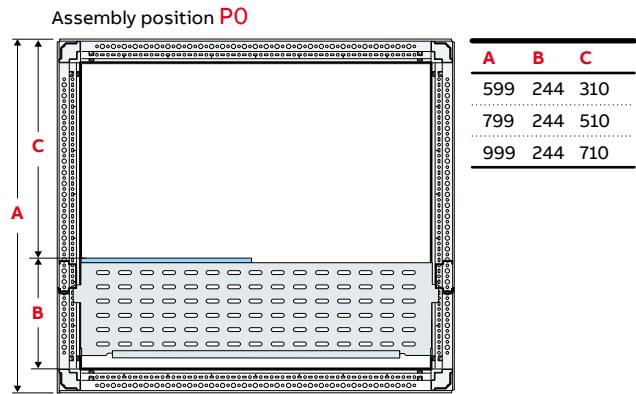 Assembly position P0
A B C
599 244 310
799 244 510
999 244 710
C
A
B